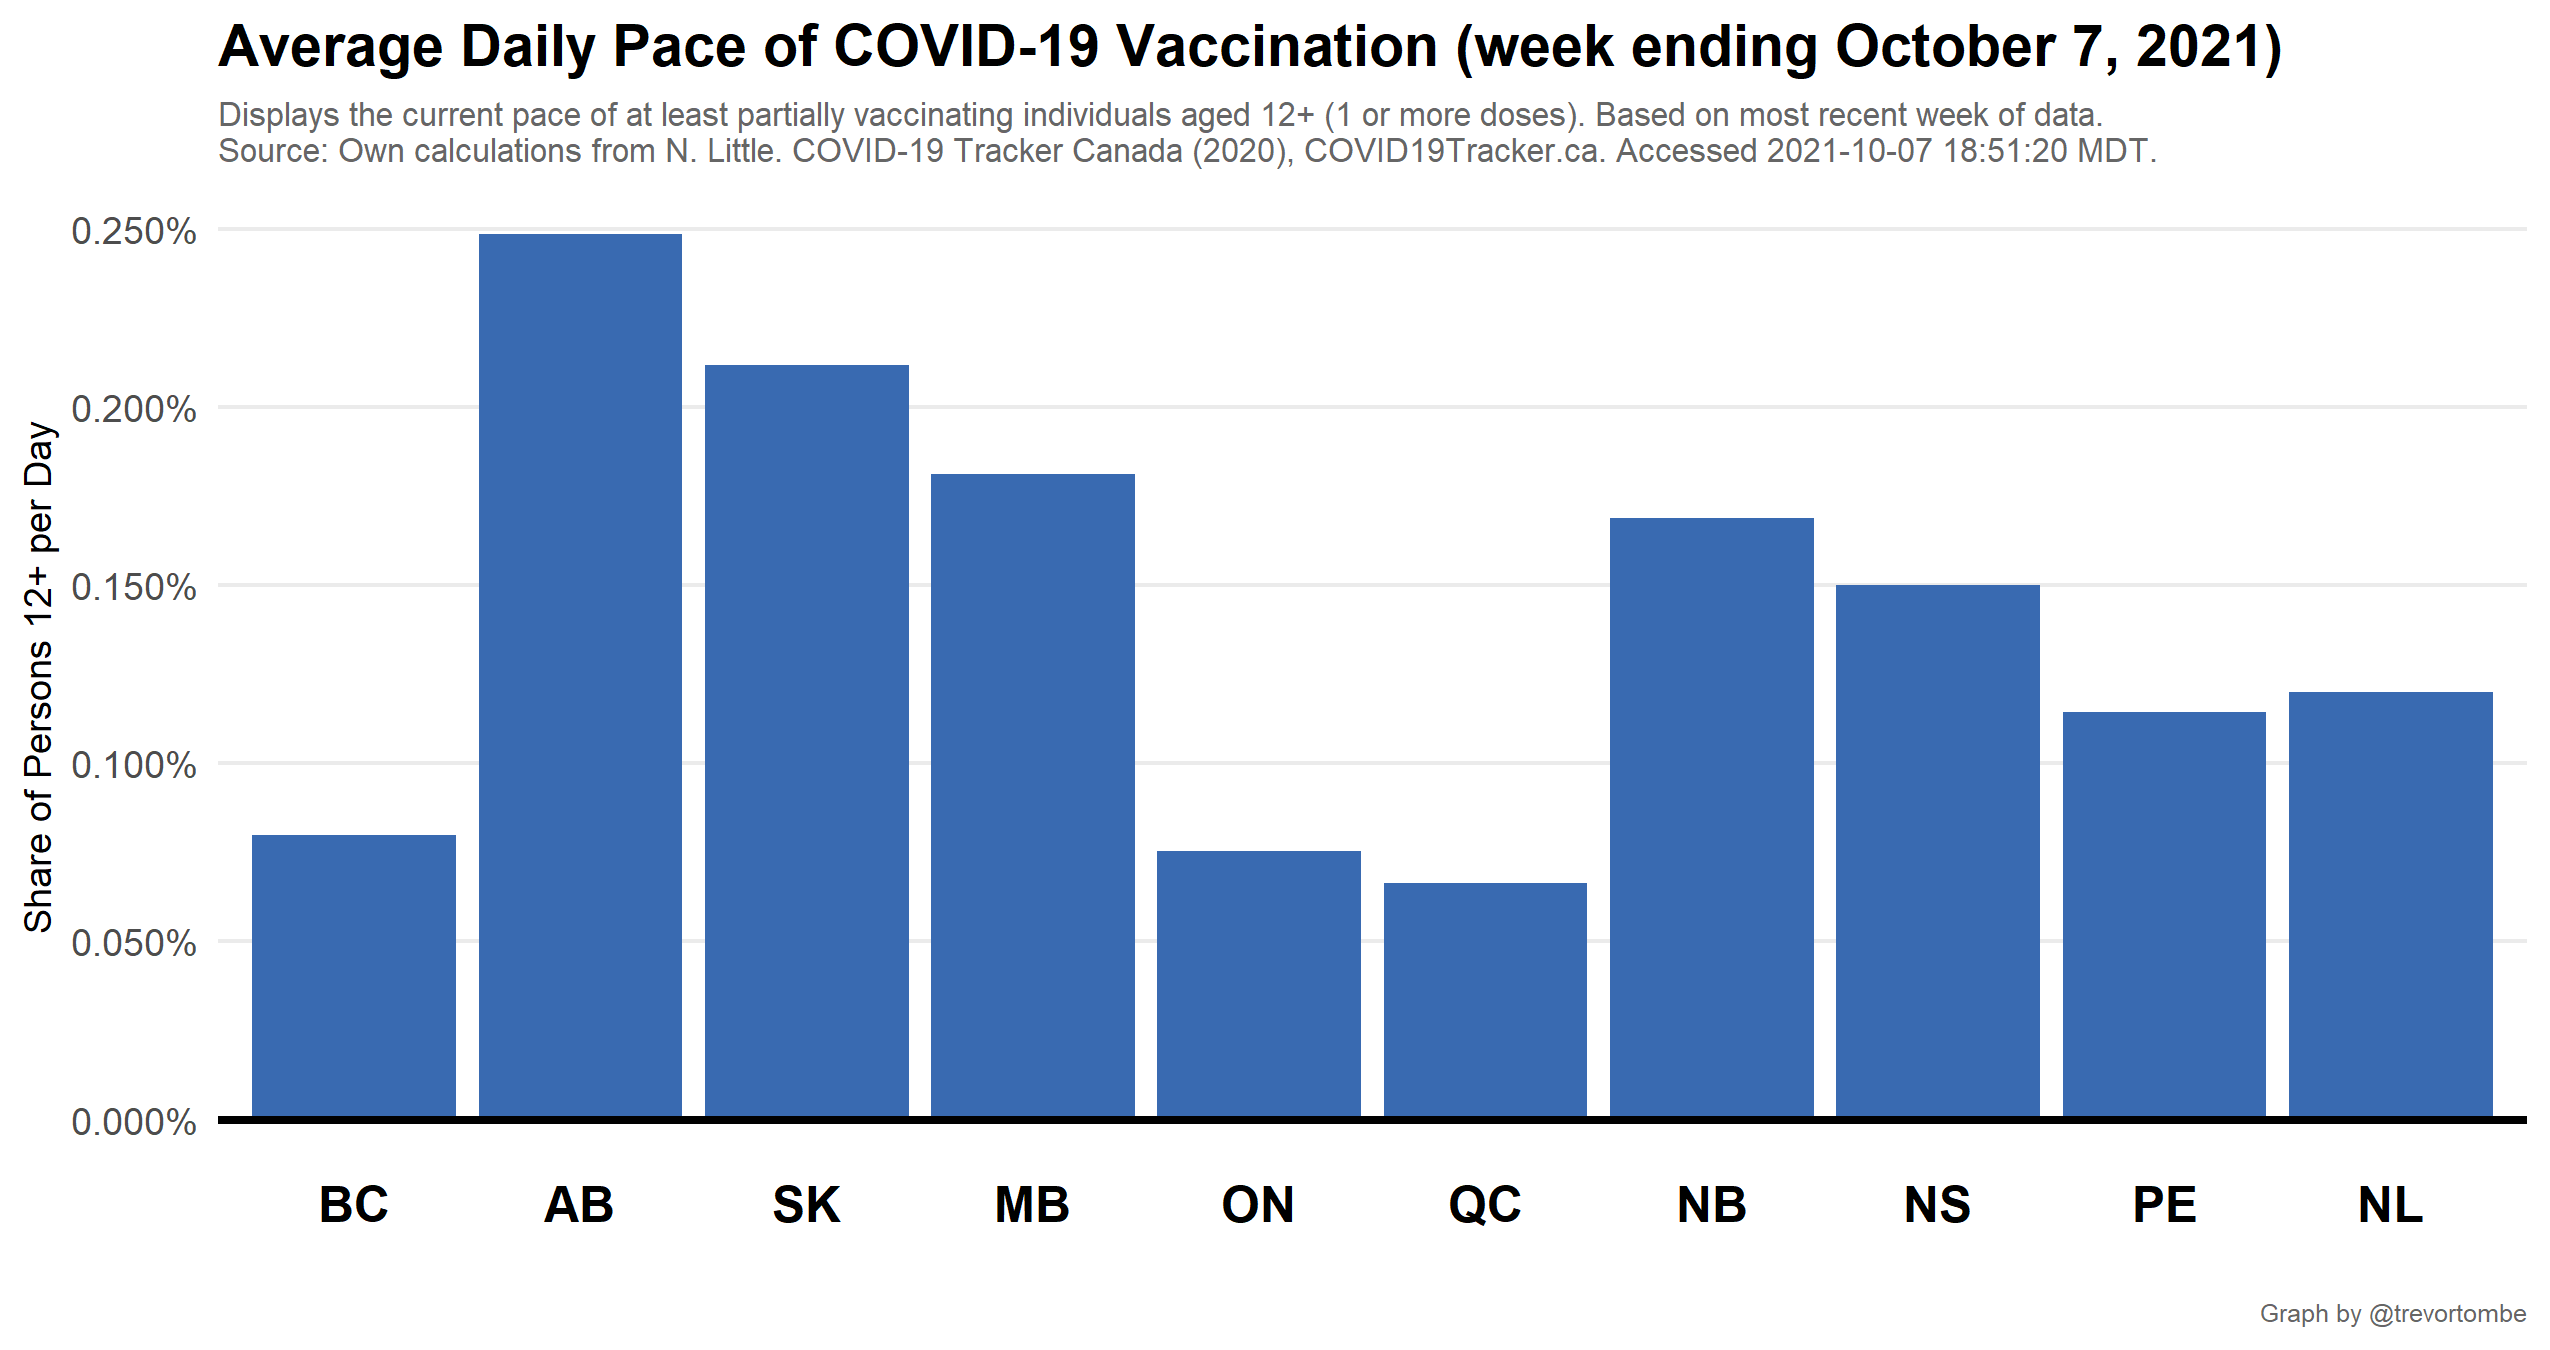 Average Daily Pace of COVID-19 Vaccination (week ending October 7, 2021)
Displays the current pace of at least partially vaccinating individuals aged 12+ (1 or more doses). Based on most recent week of data.
Source: Own calculations from N. Little. COVID-19 Tracker Canada (2020), COVID19Tracker.ca. Accessed 2021-10-07 18:51:20 MDT.
Share of Persons 12+ per Day
0.250%
0.200%
0.150%
0.100%
0.050%
0.000%
BC AB SK MB ON QC NB NS PE NL
Graph by @trevortombe